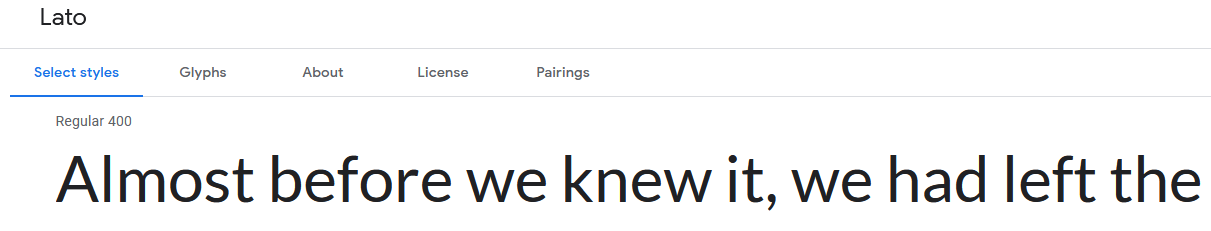 Lato
Select styles Glyphs About License Pairings
Regular 400
Almost before we knew it, we had left the